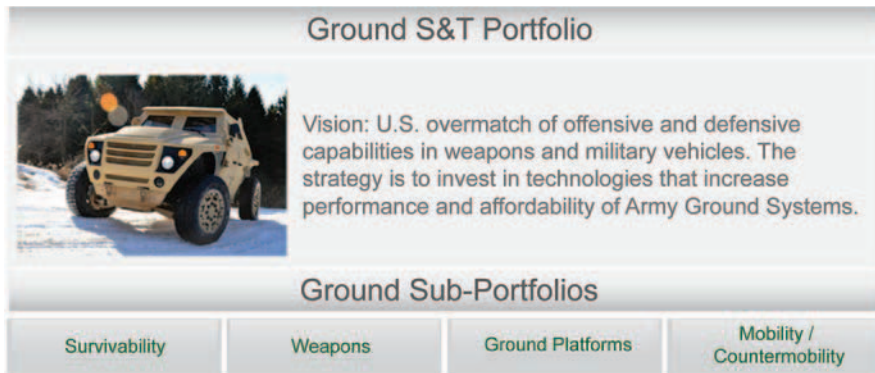 Ground S&T Portfolio
Vision: U.S. overmatch of offensive and defensive
capabilities in weapons and military vehicles. The
strategy is to invest in technologies that increase
performance and affordability of Army Ground Systems.
Ground Sub-Portfolios
Survivability
Weapons
Ground Platforms
Mobility /
Countermobility